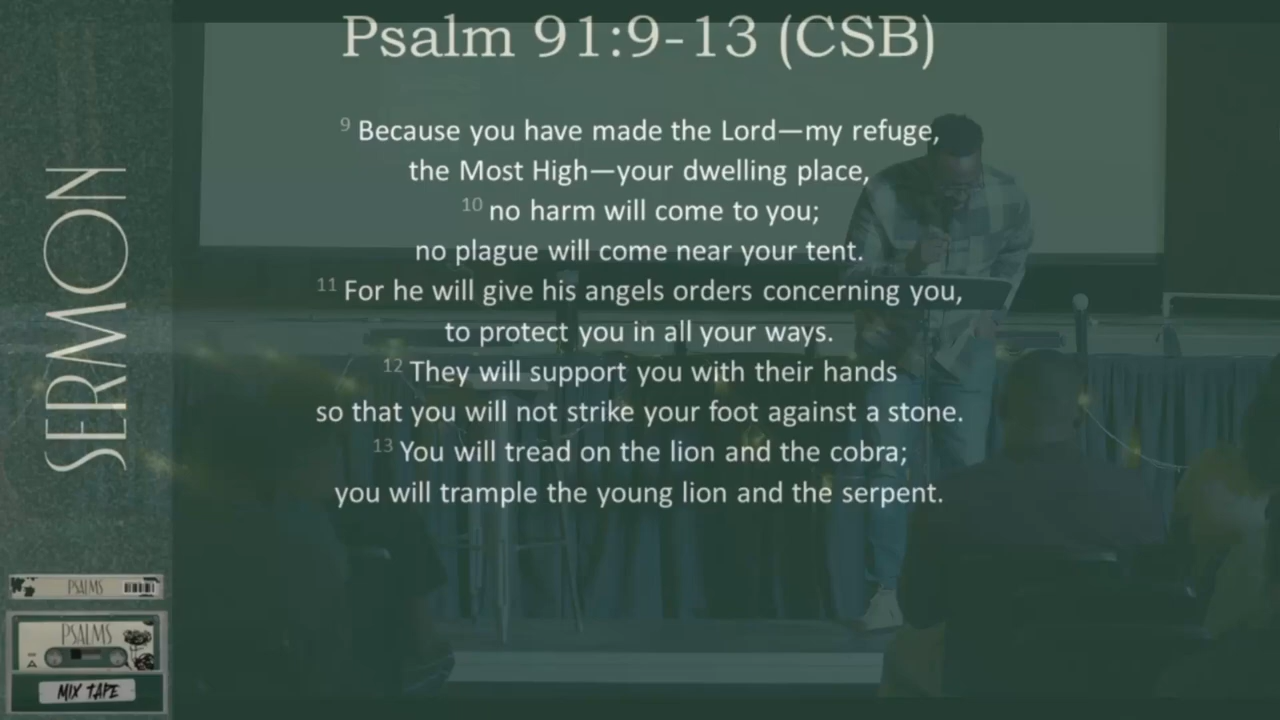 Psalm 91:9-13 (CSB)
9 Because you have made the Lord—my refuge,
the Most High—your dwelling place,
10 no harm will come to you;
no plague will come near your tent.
11 For he will give his angels orders concerning you,
to protect you in all your ways.
12 They will support you with their hands
so that you will not strike your foot against a stone.
13 You will tread on the lion and the cobra;
you will trample the young lion and the serpent.
SERMON
PSALMS
PSALMS
A
MIX TAPE